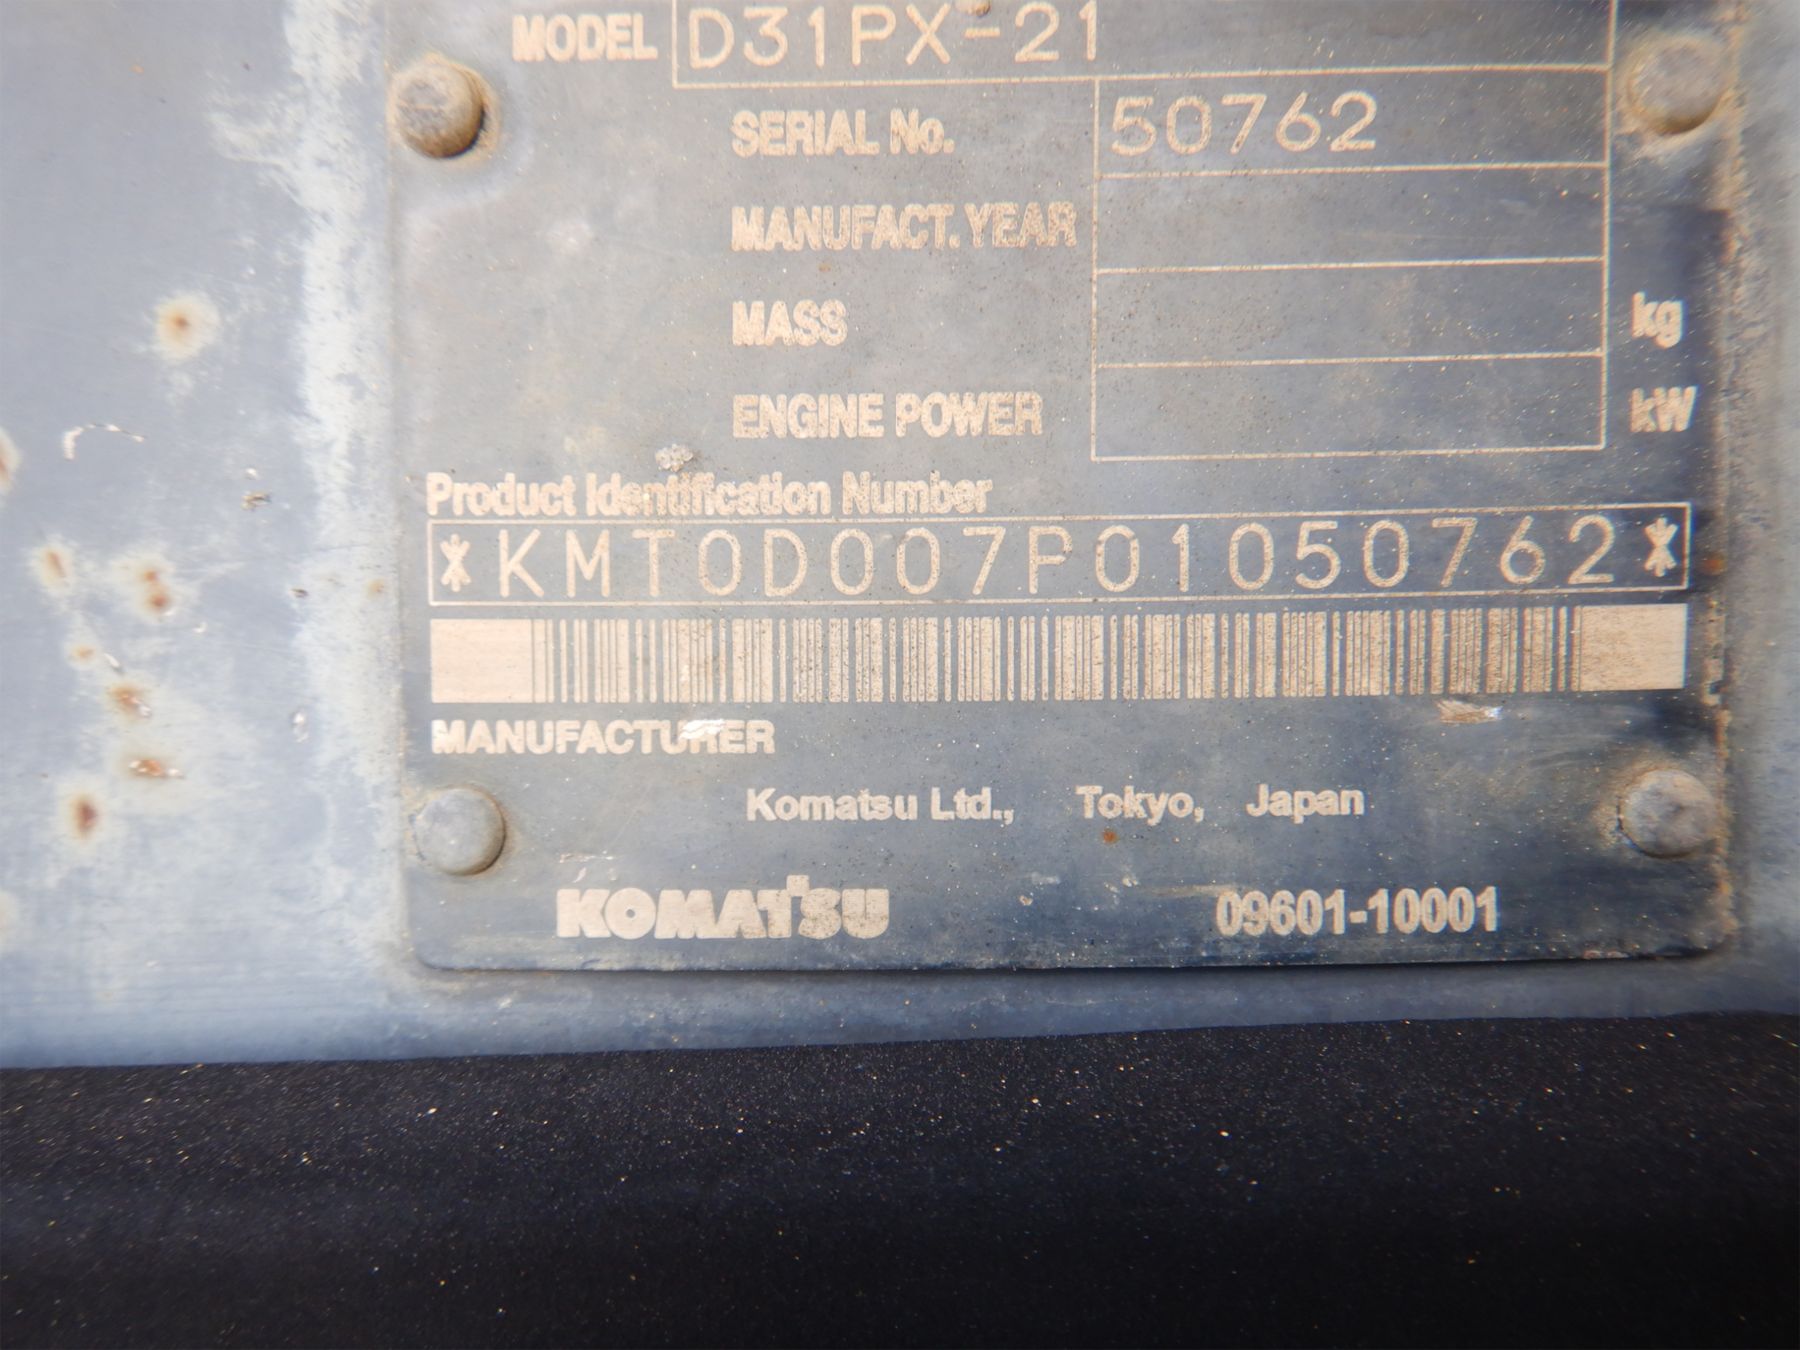 MODEL D31PX-21
SERIAL No. 50762
MANUFACT.YEAR
MASS kg
ENGINE POWER kW
Product Identification Number
*KMT0D007P01050762*
MANUFACTURER
Komatsu Ltd., Tokyo, Japan
KOMATSU 09601-10001